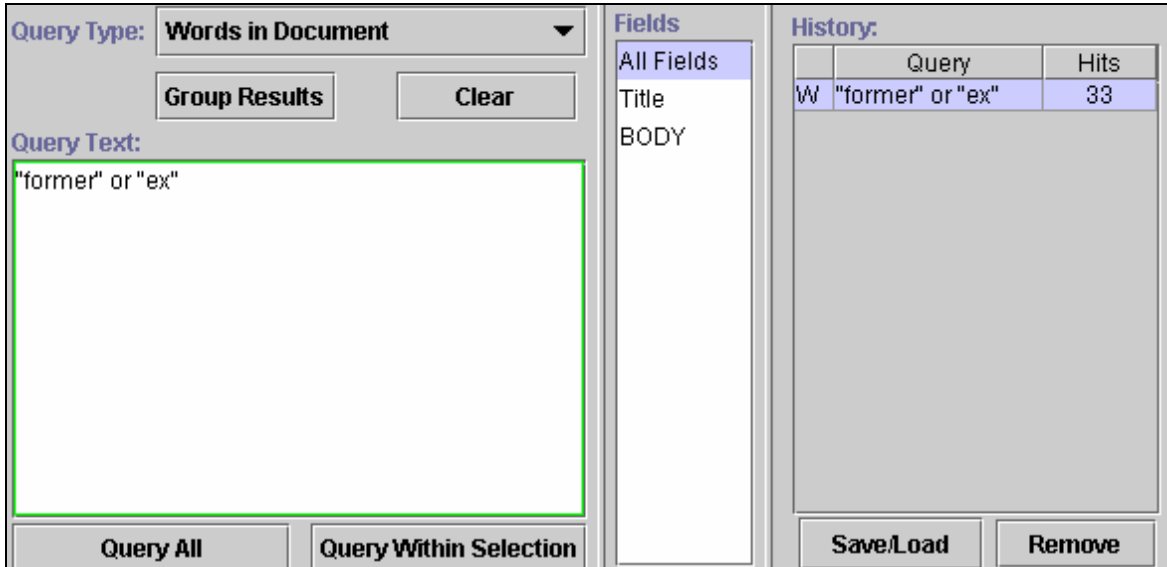 Query Type: Words in Document
Group Results Clear
Query Text:
"former" or "ex"
Query All Query Within Selection
Fields
All Fields
Title
BODY
History:
Query Hits
W "former" or "ex" 33
Save/Load Remove